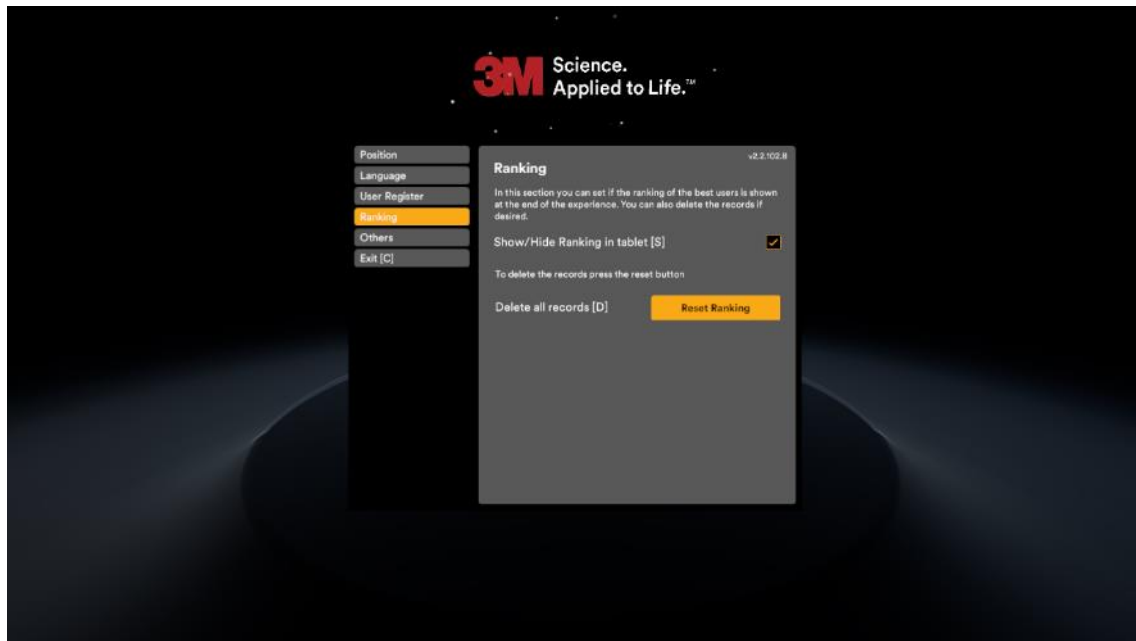 3M Science.
Applied to Life.™
Position
Language
User Register
Ranking
Others
Exit [C]
v2.2.102.8
Ranking
In this section you can set if the ranking of the best users is shown
at the end of the experience. You can also delete the records if
desired.
Show/Hide Ranking in tablet [S]
To delete the records press the reset button
Delete all records [D]
Reset Ranking